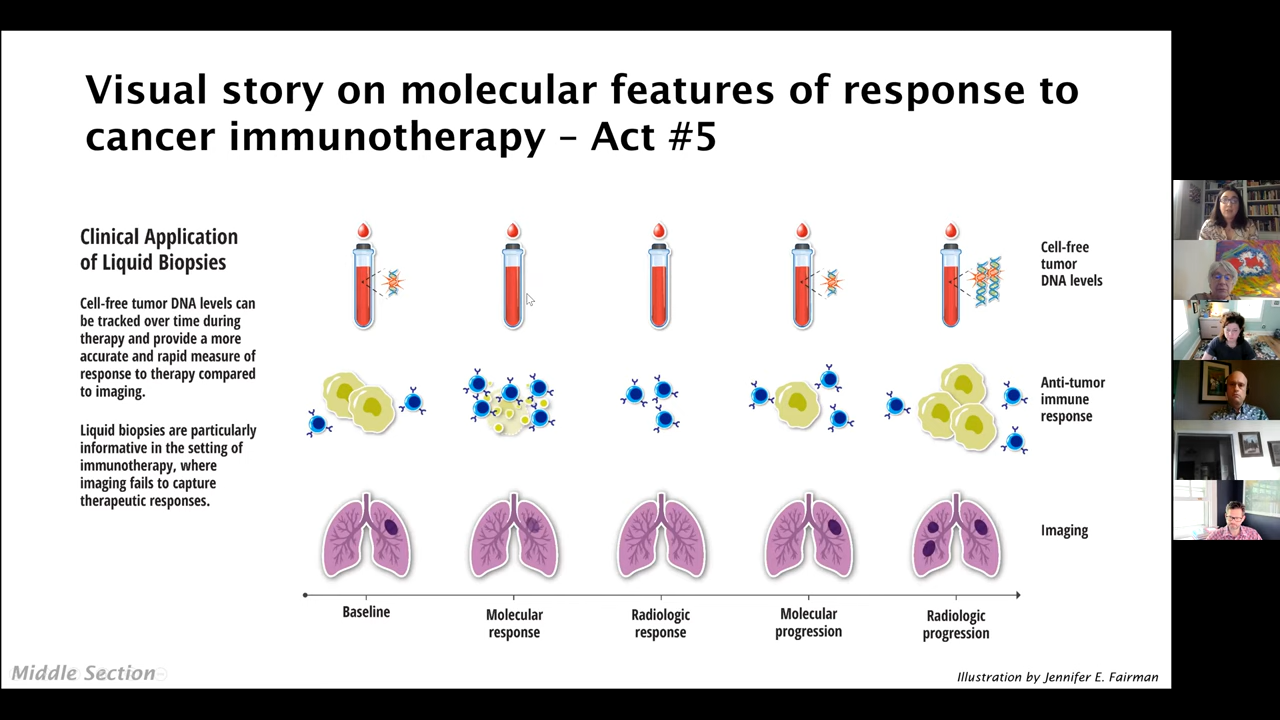 Visual story on molecular features of response to
cancer immunotherapy – Act #5
Clinical Application
of Liquid Biopsies
Cell-free tumor DNA levels can
be tracked over time during
therapy and provide a more
accurate and rapid measure of
response to therapy compared
to imaging.
Liquid biopsies are particularly
informative in the setting of
immunotherapy, where
imaging fails to capture
therapeutic responses.
Cell-free
tumor
DNA levels
Anti-tumor
immune
response
Imaging
Baseline
Molecular
response
Radiologic
response
Molecular
progression
Radiologic
progression
Middle Section
Illustration by Jennifer E. Fairman